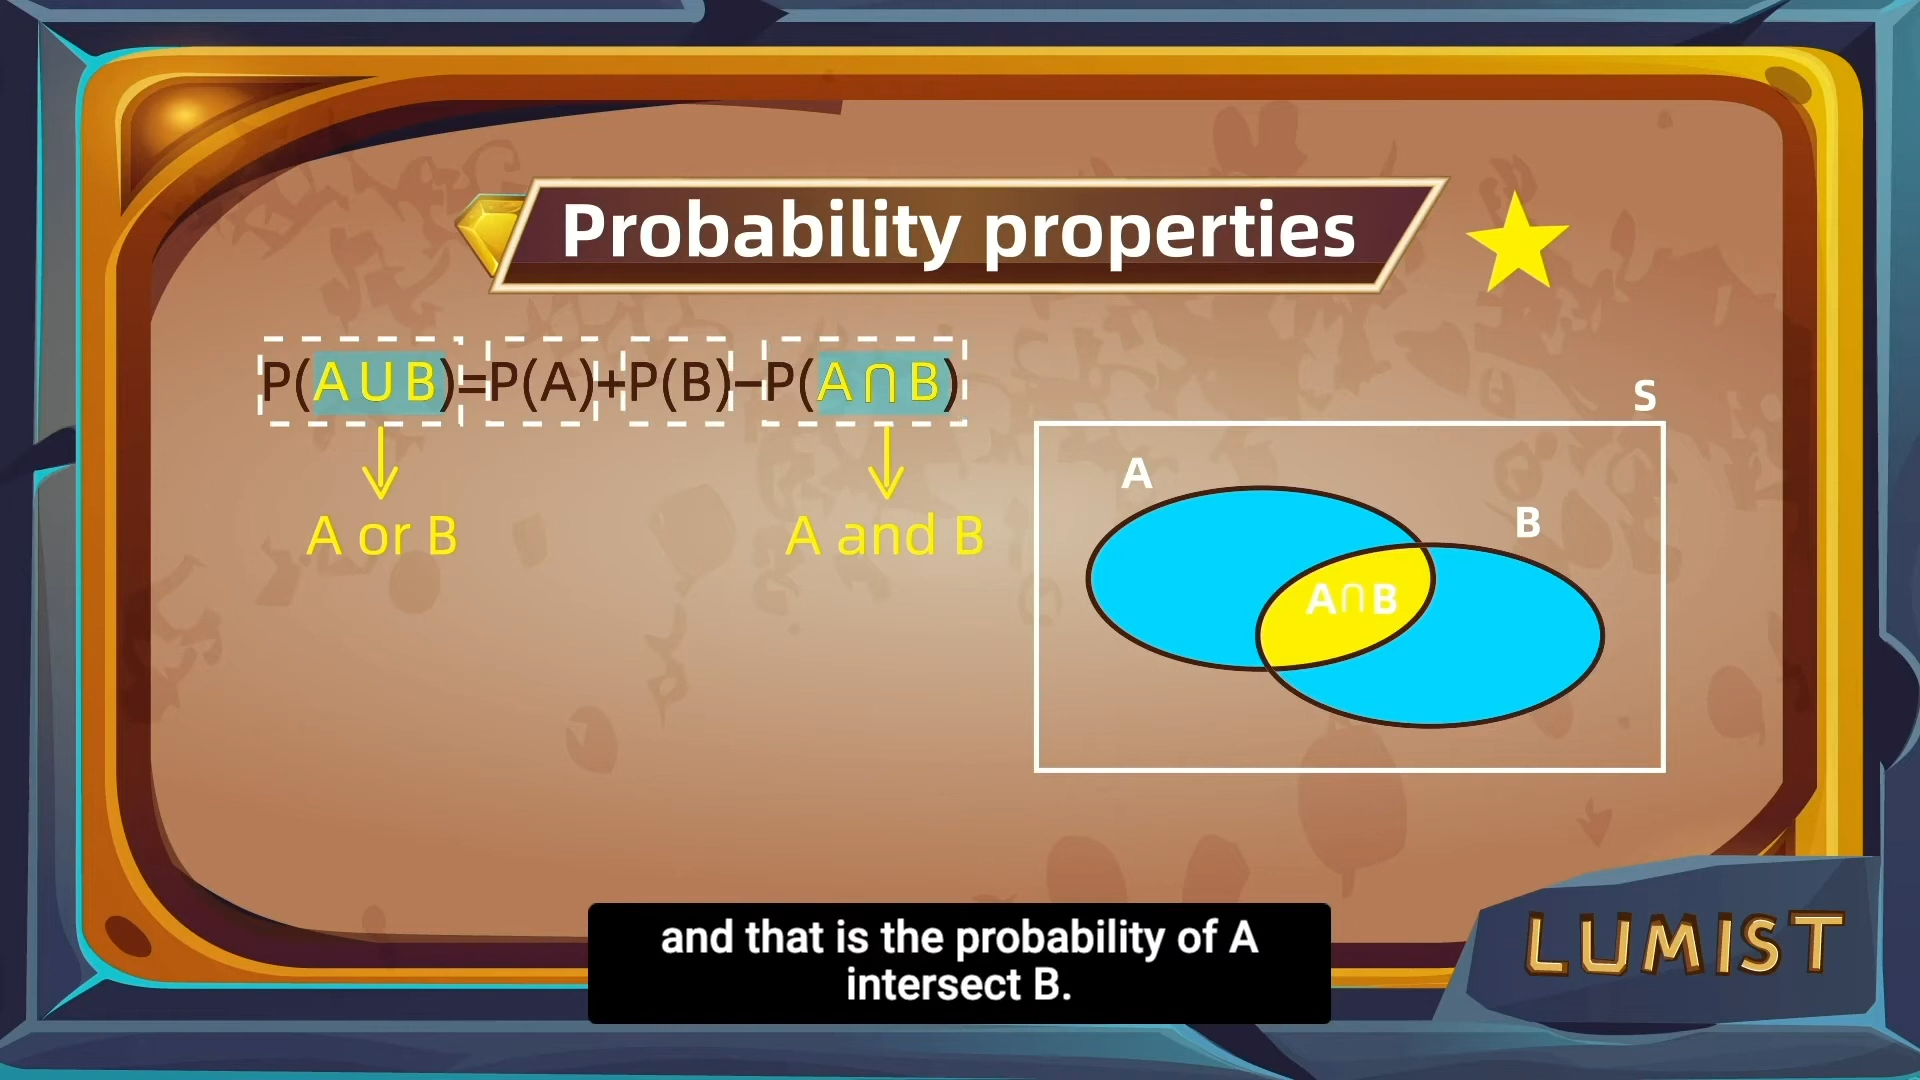 Probability properties
P(A∪B)=P(A)+P(B)−P(A∩B)
A or B
A and B
S
A
B
A∩B
LUMIST
and that is the probability of A
intersect B.